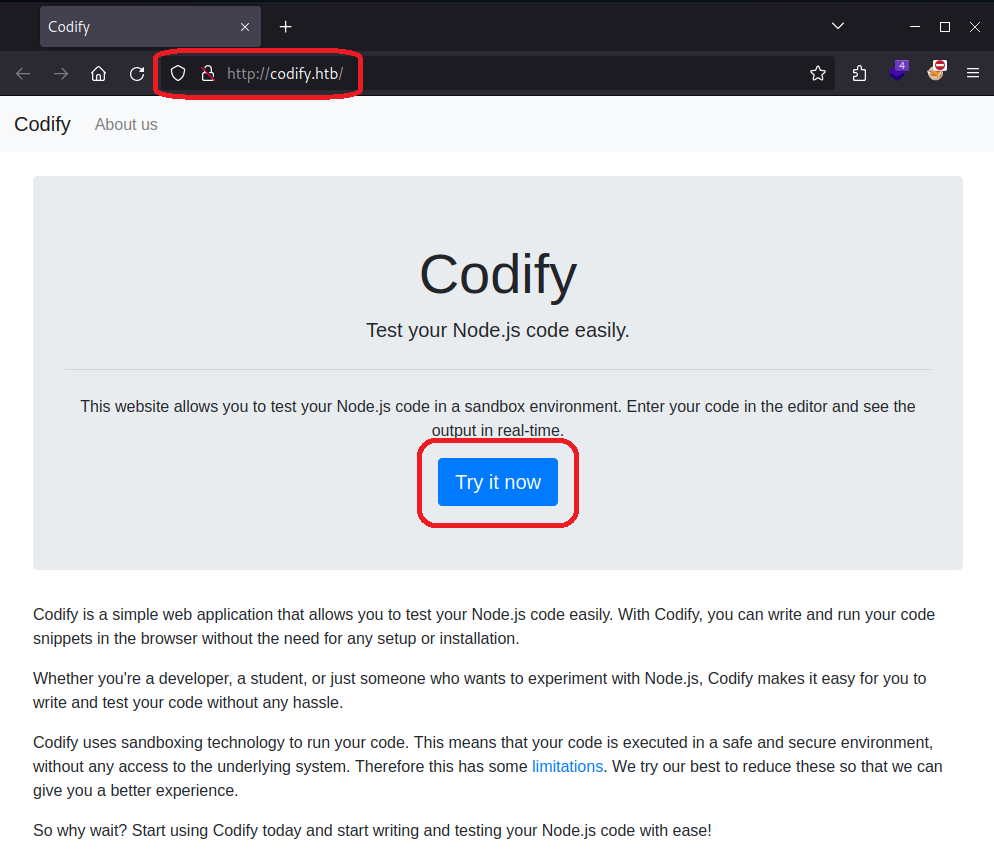 Codify
http://codify.htb/
4
Codify About us
Codify
Test your Node.js code easily.
This website allows you to test your Node.js code in a sandbox environment. Enter your code in the editor and see the
output in real-time.
Try it now
Codify is a simple web application that allows you to test your Node.js code easily. With Codify, you can write and run your code
snippets in the browser without the need for any setup or installation.
Whether you're a developer, a student, or just someone who wants to experiment with Node.js, Codify makes it easy for you to
write and test your code without any hassle.
Codify uses sandboxing technology to run your code. This means that your code is executed in a safe and secure environment,
without any access to the underlying system. Therefore this has some limitations. We try our best to reduce these so that we can
give you a better experience.
So why wait? Start using Codify today and start writing and testing your Node.js code with ease!